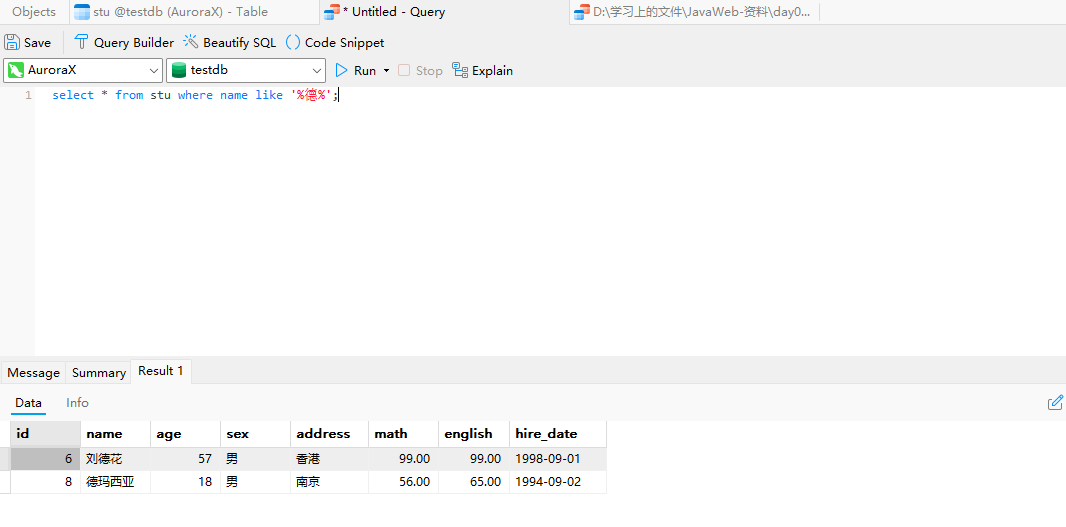 Objects stu @testdb (AuroraX) - Table * Untitled - Query D:\学习上的文件\JavaWeb-资料\day0...
Save Query Builder Beautify SQL Code Snippet
AuroraX testdb Run Stop Explain
1 select * from stu where name like '%德%';
Message Summary Result 1
Data Info
id name age sex address math english hire_date
6 刘德花 57 男 香港 99.00 99.00 1998-09-01
8 德玛西亚 18 男 南京 56.00 65.00 1994-09-02